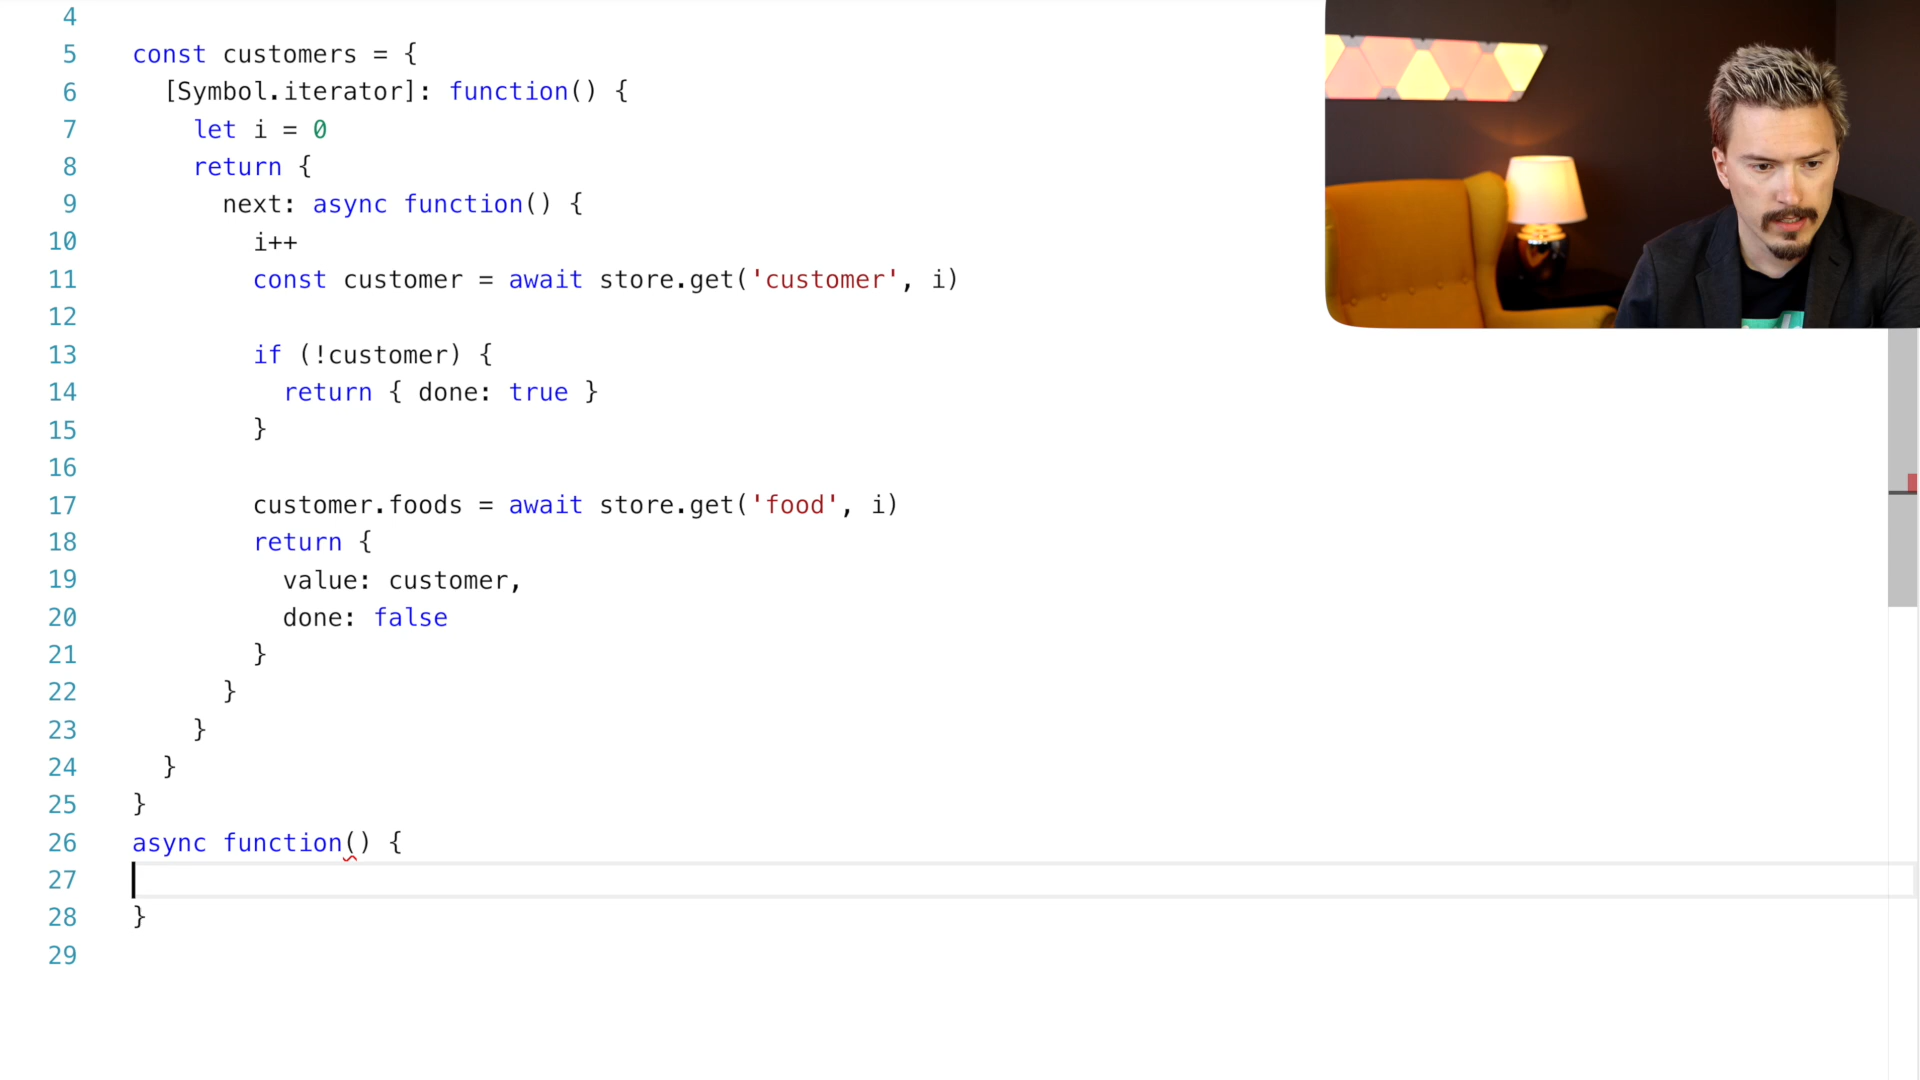 4
5 const customers = {
6 [Symbol.iterator]: function() {
7 let i = 0
8 return {
9 next: async function() {
10 i++
11 const customer = await store.get('customer', i)
12
13 if (!customer) {
14 return { done: true }
15 }
16
17 customer.foods = await store.get('food', i)
18 return {
19 value: customer,
20 done: false
21 }
22 }
23 }
24 }
25 }
26 async function() {
27
28 }
29